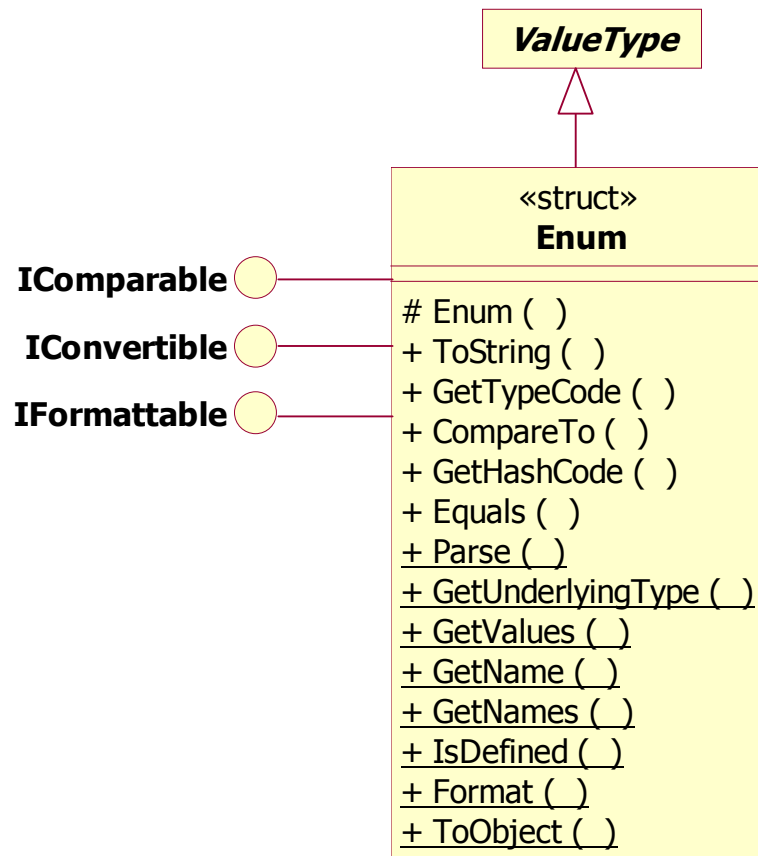 ValueType
«struct»
Enum
IComparable
IConvertible
IFormattable
# Enum (  )
+ ToString (  )
+ GetTypeCode (  )
+ CompareTo (  )
+ GetHashCode (  )
+ Equals (  )
+ Parse (  )
+ GetUnderlyingType (  )
+ GetValues (  )
+ GetName (  )
+ GetNames (  )
+ IsDefined (  )
+ Format (  )
+ ToObject (  )